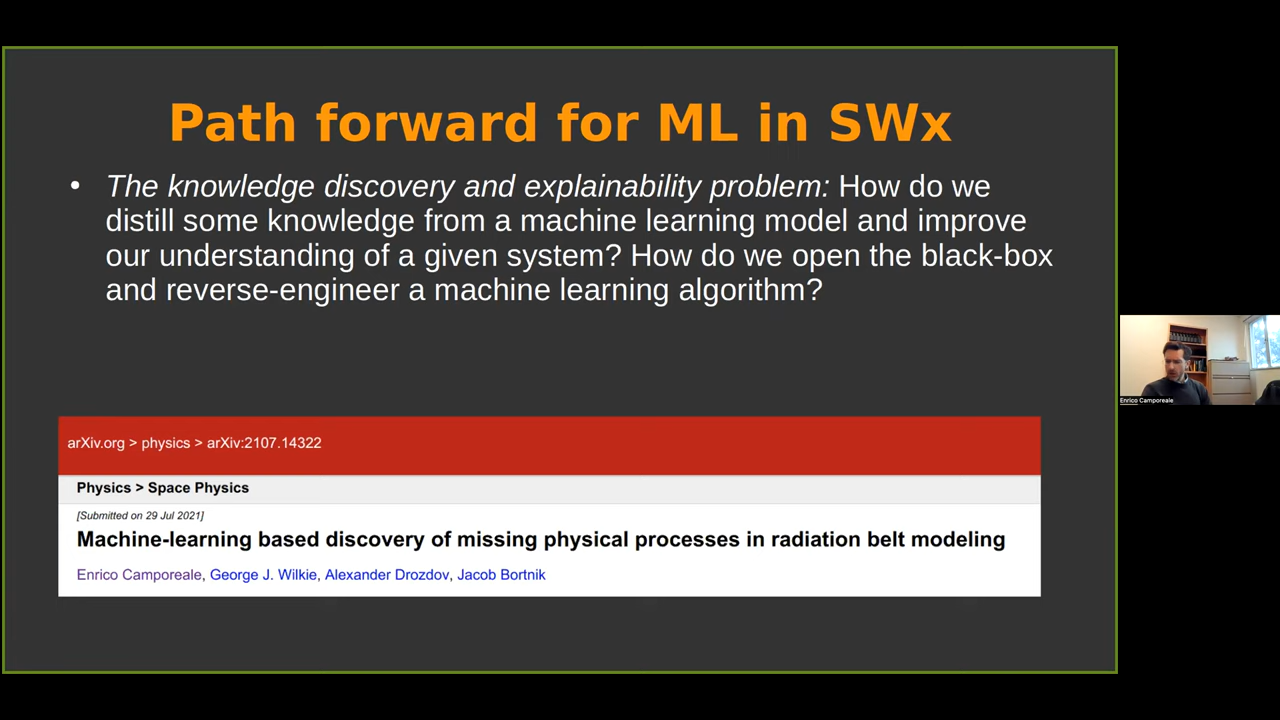 Path forward for ML in SWx
• The knowledge discovery and explainability problem: How do we
distill some knowledge from a machine learning model and improve
our understanding of a given system? How do we open the black-box
and reverse-engineer a machine learning algorithm?
arXiv.org > physics > arXiv:2107.14322
Physics > Space Physics
[Submitted on 29 Jul 2021]
Machine-learning based discovery of missing physical processes in radiation belt modeling
Enrico Camporeale, George J. Wilkie, Alexander Drozdov, Jacob Bortnik
Enrico Camporeale